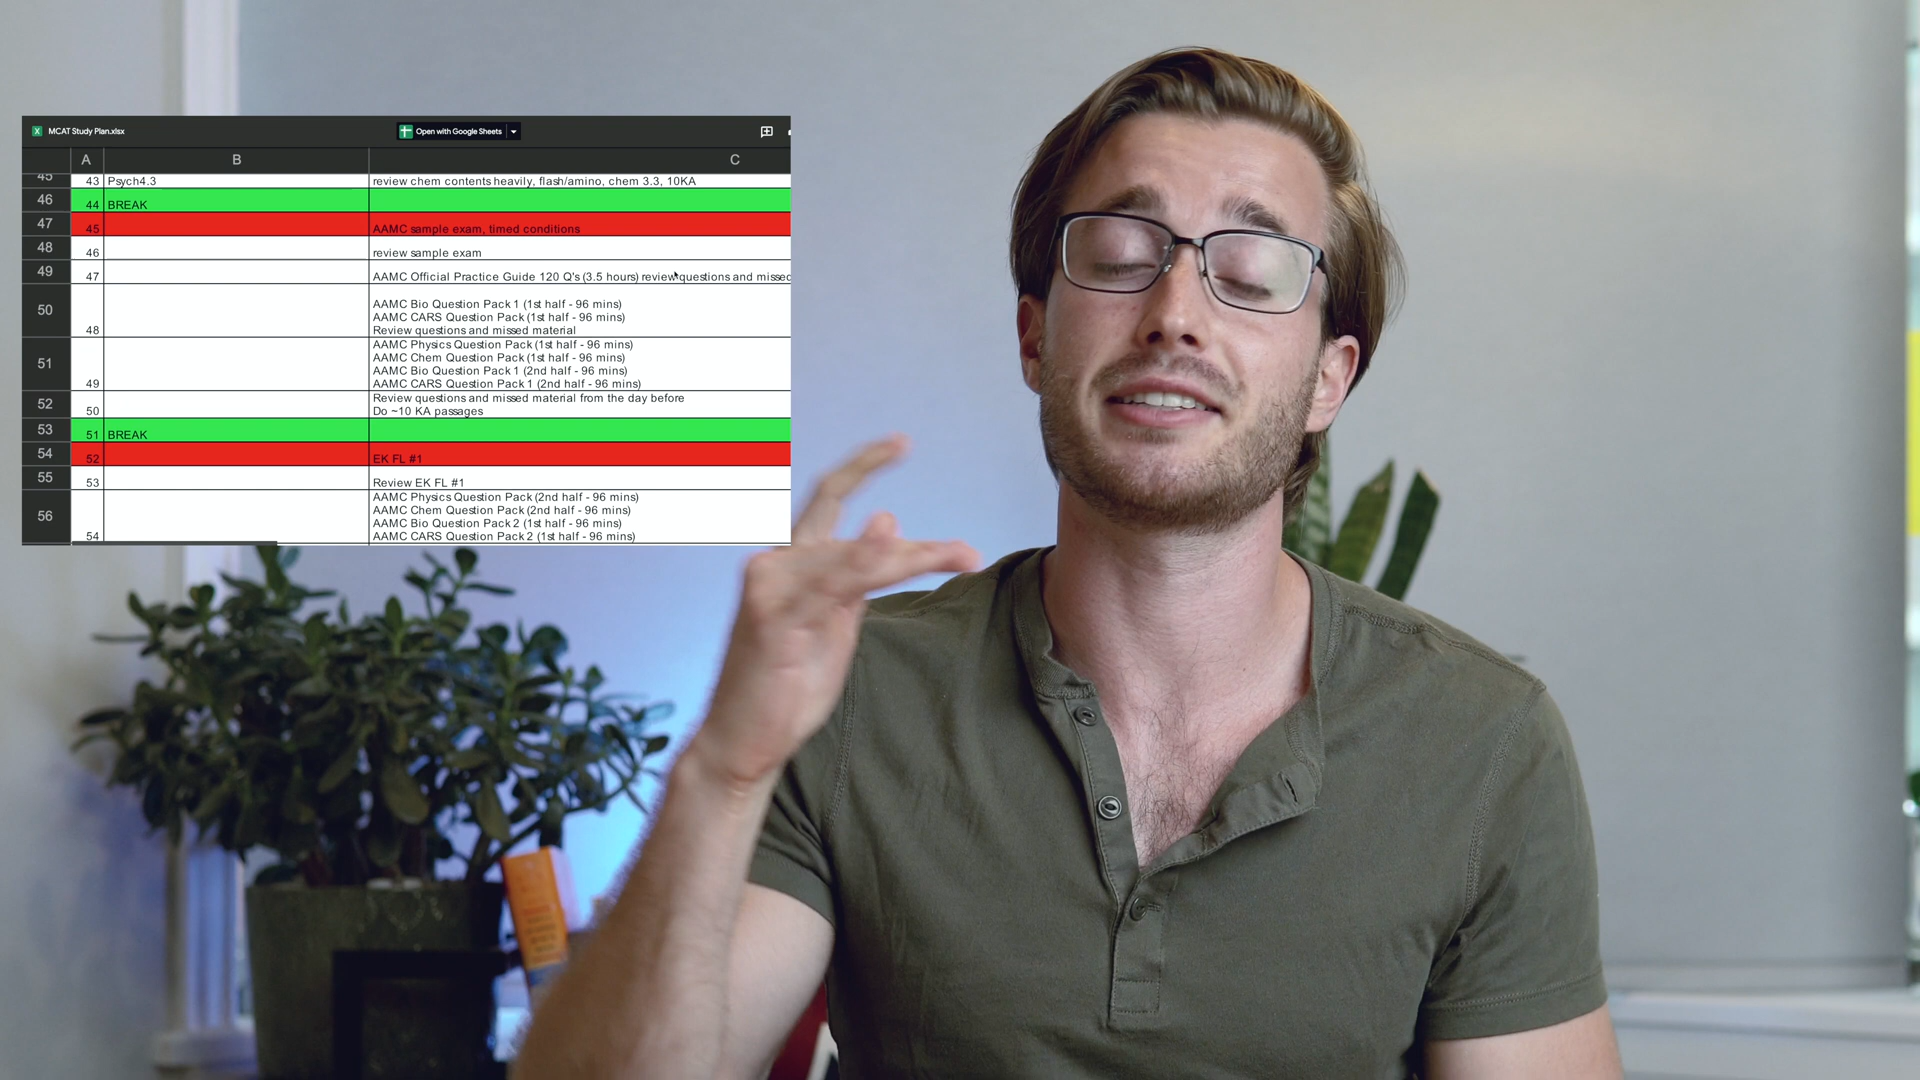 MCAT Study Plan.xlsx
Open with Google Sheets
A B C
45 43 Psych4.3 review chem contents heavily, flash/amino, chem 3.3, 10KA
46 44 BREAK
47 45 AAMC sample exam, timed conditions
48 46 review sample exam
49 47 AAMC Official Practice Guide 120 Q's (3.5 hours) review questions and missed
50 48 AAMC Bio Question Pack 1 (1st half - 96 mins)
AAMC CARS Question Pack (1st half - 96 mins)
Review questions and missed material
51 49 AAMC Physics Question Pack (1st half - 96 mins)
AAMC Chem Question Pack (1st half - 96 mins)
AAMC Bio Question Pack 1 (2nd half - 96 mins)
AAMC CARS Question Pack 1 (2nd half - 96 mins)
52 50 Review questions and missed material from the day before
Do ~10 KA passages
53 51 BREAK
54 52 EK FL #1
55 53 Review EK FL #1
56 54 AAMC Physics Question Pack (2nd half - 96 mins)
AAMC Chem Question Pack (2nd half - 96 mins)
AAMC Bio Question Pack 2 (1st half - 96 mins)
AAMC CARS Question Pack 2 (1st half - 96 mins)